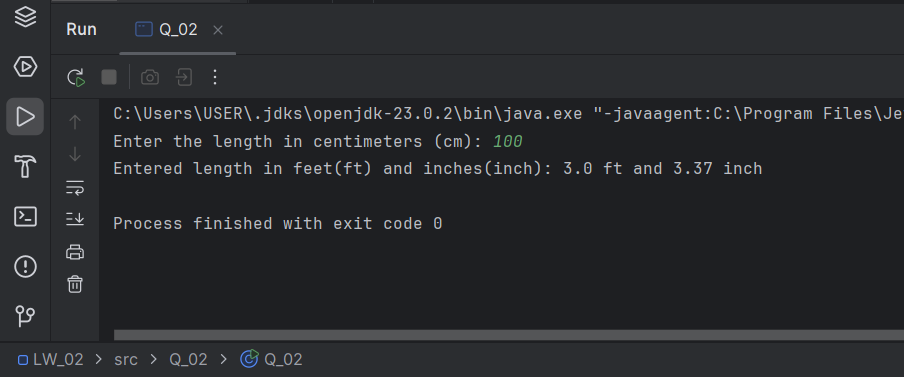 Run Q_02
C:\Users\USER\.jdks\openjdk-23.0.2\bin\java.exe "-javaagent:C:\Program Files\Je
Enter the length in centimeters (cm): 100
Entered length in feet(ft) and inches(inch): 3.0 ft and 3.37 inch
Process finished with exit code 0
LW_02 > src > Q_02 > Q_02